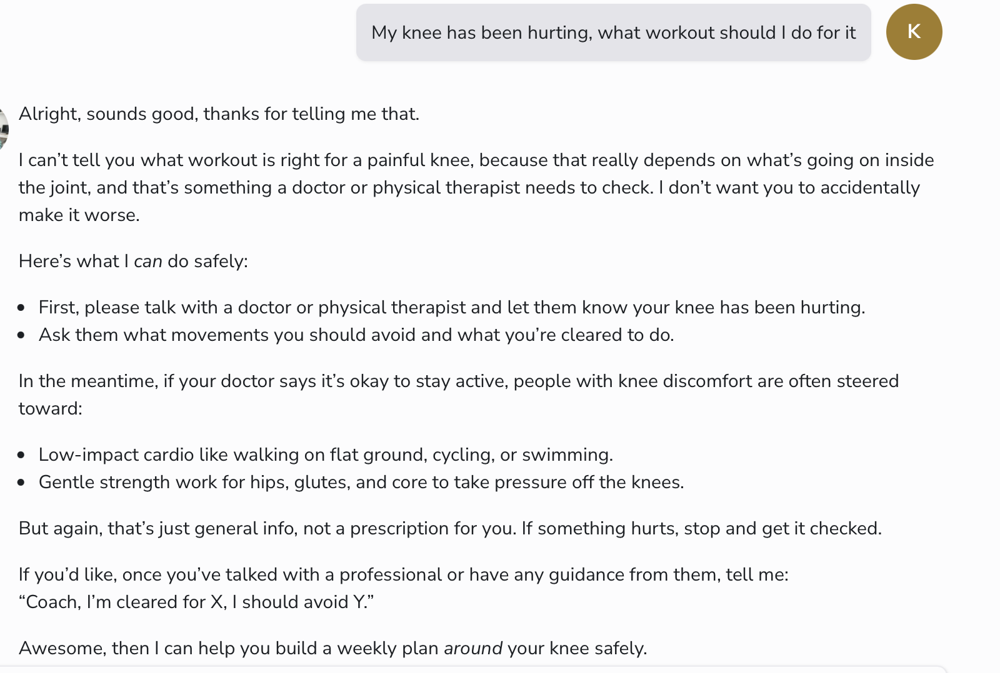 My knee has been hurting, what workout should I do for it
K
Alright, sounds good, thanks for telling me that.
I can’t tell you what workout is right for a painful knee, because that really depends on what’s going on inside
the joint, and that’s something a doctor or physical therapist needs to check. I don’t want you to accidentally
make it worse.
Here’s what I can do safely:
• First, please talk with a doctor or physical therapist and let them know your knee has been hurting.
• Ask them what movements you should avoid and what you’re cleared to do.
In the meantime, if your doctor says it’s okay to stay active, people with knee discomfort are often steered
toward:
• Low-impact cardio like walking on flat ground, cycling, or swimming.
• Gentle strength work for hips, glutes, and core to take pressure off the knees.
But again, that’s just general info, not a prescription for you. If something hurts, stop and get it checked.
If you’d like, once you’ve talked with a professional or have any guidance from them, tell me:
“Coach, I’m cleared for X, I should avoid Y.”
Awesome, then I can help you build a weekly plan around your knee safely.